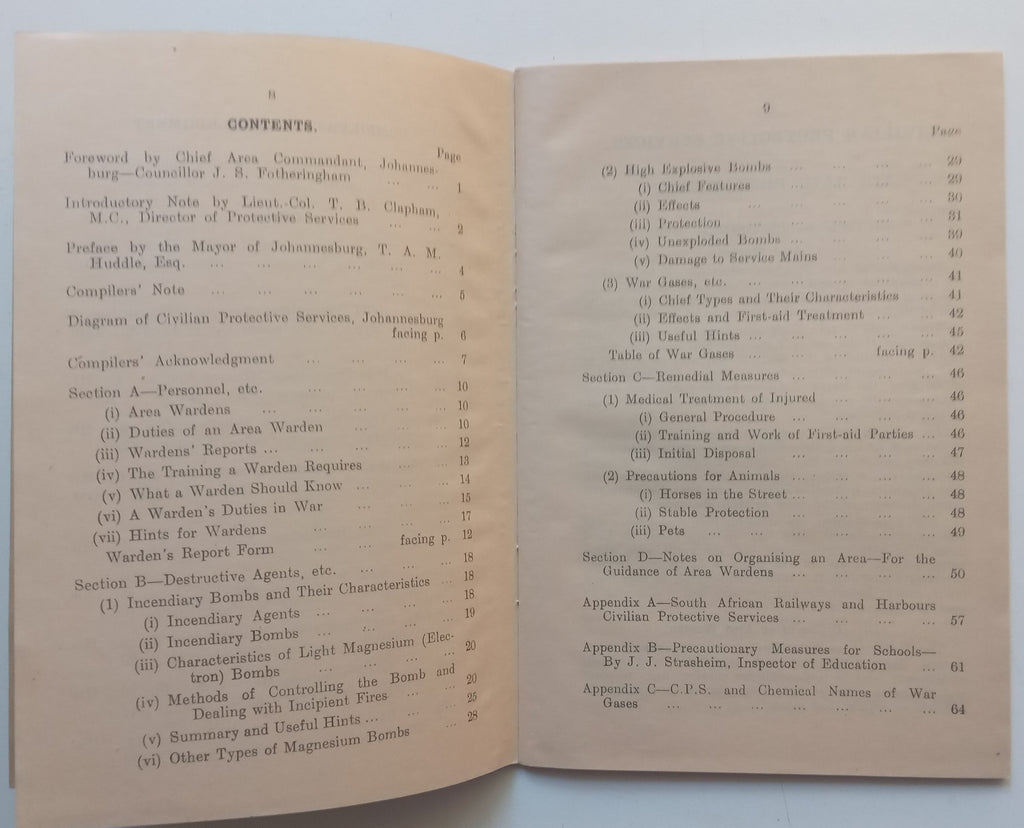 8
CONTENTS.
Page
Foreword by Chief Area Commandant, Johannes-
burg—Councillor J. S. Fotheringham ... ... 1
Introductory Note by Lieut.-Col. T. B. Clapham,
M.C., Director of Protective Services ... ... 2
Preface by the Mayor of Johannesburg, T. A. M.
Huddle, Esq. ... ... ... ... ... ... 4
Compilers' Note ... ... ... ... ... ... 5
Diagram of Civilian Protective Services, Johannesburg
facing p. 6
Compilers' Acknowledgment ... ... ... ... 7
Section A—Personnel, etc. ... ... ... ... 10
(i) Area Wardens ... ... ... ... ... 10
(ii) Duties of an Area Warden ... ... ... 10
(iii) Wardens' Reports ... ... ... ... ... 12
(iv) The Training a Warden Requires ... ... 13
(v) What a Warden Should Know ... ... ... 14
(vi) A Warden's Duties in War ... ... ... 15
(vii) Hints for Wardens ... ... ... ... 17
Warden's Report Form ... ... facing p. 12
Section B—Destructive Agents, etc. ... ... ... 18
(1) Incendiary Bombs and Their Characteristics ... 18
(i) Incendiary Agents ... ... ... ... 18
(ii) Incendiary Bombs ... ... ... ... 19
(iii) Characteristics of Light Magnesium (Elec-
tron) Bombs ... ... ... ... 20
(iv) Methods of Controlling the Bomb and
Dealing with Incipient Fires ... ... 20
(v) Summary and Useful Hints ... ... ... 25
(vi) Other Types of Magnesium Bombs ... 28
9
Page
(2) High Explosive Bombs ... ... ... ... 29
(i) Chief Features ... ... ... ... 29
(ii) Effects ... ... ... ... ... 30
(iii) Protection ... ... ... ... 31
(iv) Unexploded Bombs ... ... ... ... 39
(v) Damage to Service Mains ... ... ... 40
(3) War Gases, etc. ... ... ... ... ... 41
(i) Chief Types and Their Characteristics ... 41
(ii) Effects and First-aid Treatment ... ... 42
(iii) Useful Hints ... ... ... ... ... 45
Table of War Gases ... ... facing p. 42
Section C—Remedial Measures ... ... ... ... 46
(1) Medical Treatment of Injured ... ... ... 46
(i) General Procedure ... ... ... ... 46
(ii) Training and Work of First-aid Parties ... 46
(iii) Initial Disposal ... ... ... ... 47
(2) Precautions for Animals ... ... ... ... 48
(i) Horses in the Street ... ... ... ... 48
(ii) Stable Protection ... ... ... ... 48
(iii) Pets ... ... ... ... ... ... 49
Section D—Notes on Organising an Area—For the
Guidance of Area Wardens ... ... ... ... 50
Appendix A—South African Railways and Harbours
Civilian Protective Services ... ... ... ... 57
Appendix B—Precautionary Measures for Schools—
By J. J. Strasheim, Inspector of Education ... 61
Appendix C—C.P.S. and Chemical Names of War
Gases ... ... ... ... ... ... ... 64